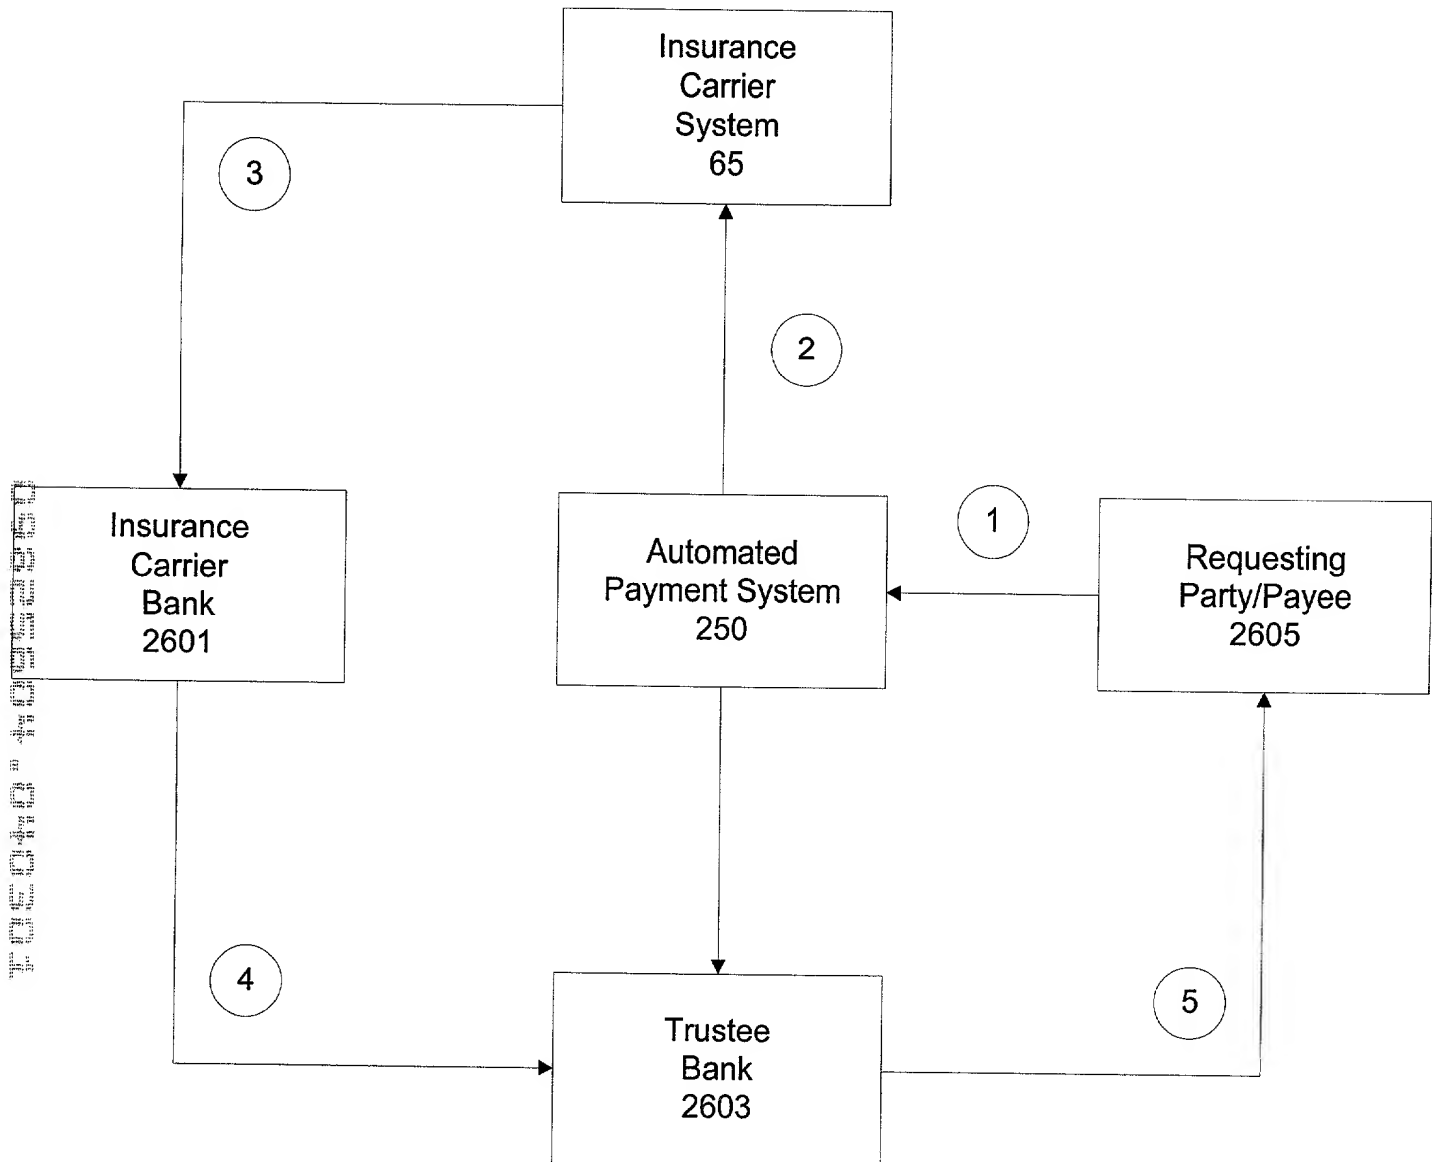 Insurance
Carrier
System
65
3
2
Insurance
Carrier
Bank
2601
Automated
Payment System
250
1
Requesting
Party/Payee
2605
4
Trustee
Bank
2603
5